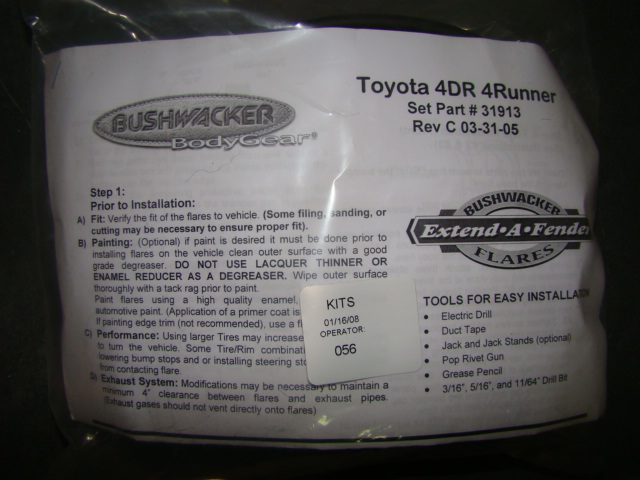 BUSHWACKER
BodyGear®
Toyota 4DR 4Runner
Set Part # 31913
Rev C 03-31-05
Step 1:
Prior to Installation:
A) Fit: Verify the fit of the flares to vehicle. (Some filing, sanding, or
cutting may be necessary to ensure proper fit).
B) Painting: (Optional) if paint is desired it must be done prior to
installing flares on the vehicle clean outer surface with a good
grade degreaser. DO NOT USE LACQUER THINNER OR
ENAMEL REDUCER AS A DEGREASER. Wipe outer surface
thoroughly with a tack rag prior to paint.
Paint flares using a high quality enamel,
automotive paint. (Application of a primer coat is
If painting edge trim (not recommended), use a
C) Performance: Using larger Tires may increase
to turn the vehicle. Some Tire/Rim
lowering bump stops and or installing steering
from contacting flare.
D) Exhaust System: Modifications may be necessary to maintain a
minimum 4" clearance between flares and exhaust pipes.
(Exhaust gases should not vent directly onto flares)
KITS
01/16/08
OPERATOR:
056
BUSHWACKER
Extend•A•Fender
FLARES
TOOLS FOR EASY INSTALLATION
• Electric Drill
• Duct Tape
• Jack and Jack Stands (optional)
• Pop Rivet Gun
• Grease Pencil
• 3/16", 5/16", and 11/64" Drill Bit